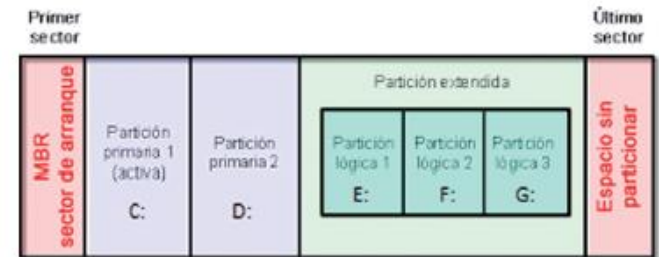 Primer
sector
Último
sector
MBR
sector de arranque
Partición
primaria 1
(activa)
C:
Partición
primaria 2
D:
Partición extendida
Partición
lógica 1
E:
Partición
lógica 2
F:
Partición
lógica 3
G:
Espacio sin
particionar